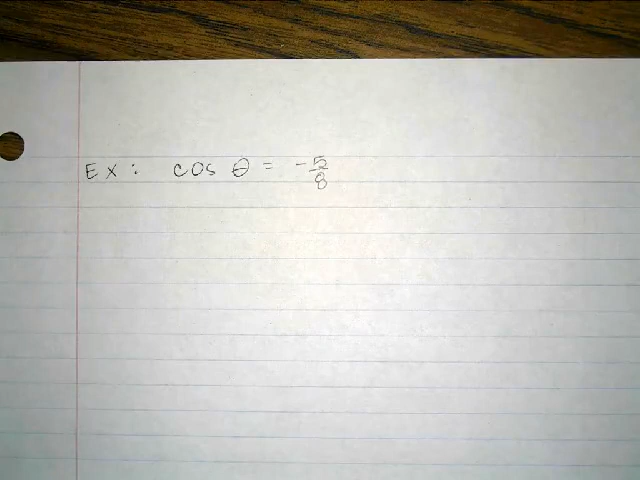 Ex: cos θ = -5/8